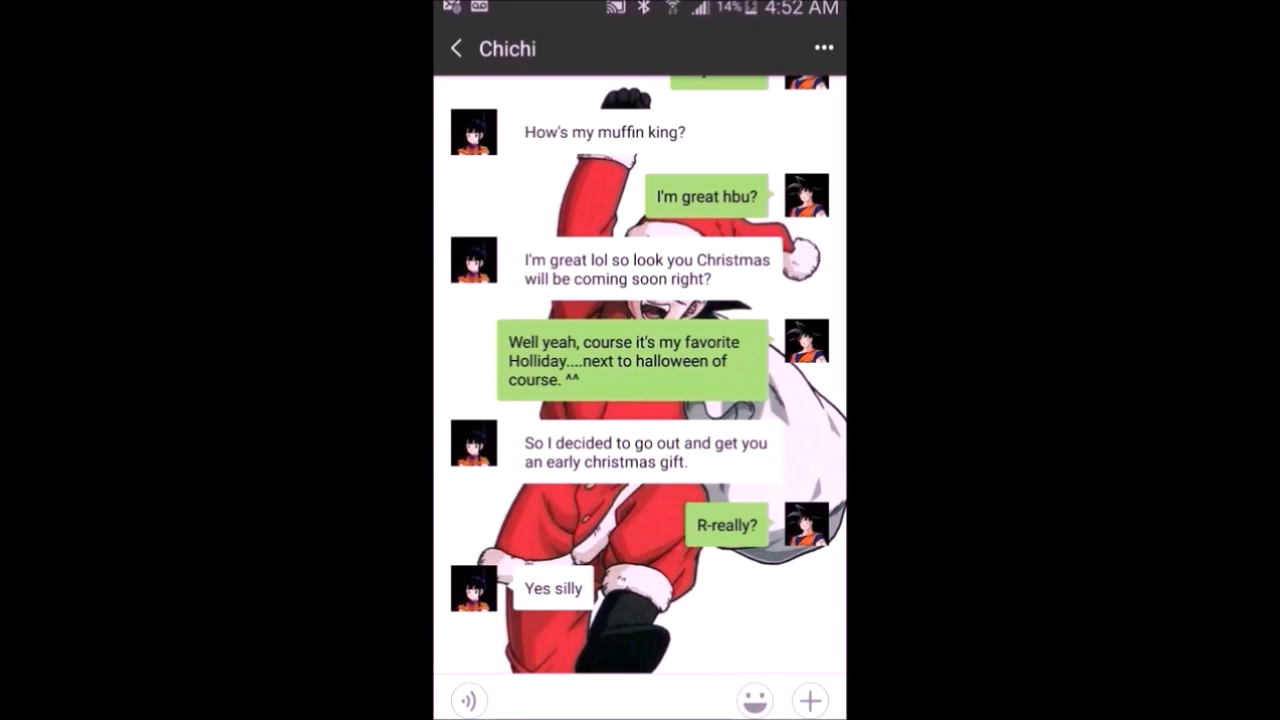 14% 4:52 AM
Chichi
How's my muffin king?
I'm great hbu?
I'm great lol so look you Christmas
will be coming soon right?
Well yeah, course it's my favorite
Holliday....next to halloween of
course. ^^
So I decided to go out and get you
an early christmas gift.
R-really?
Yes silly